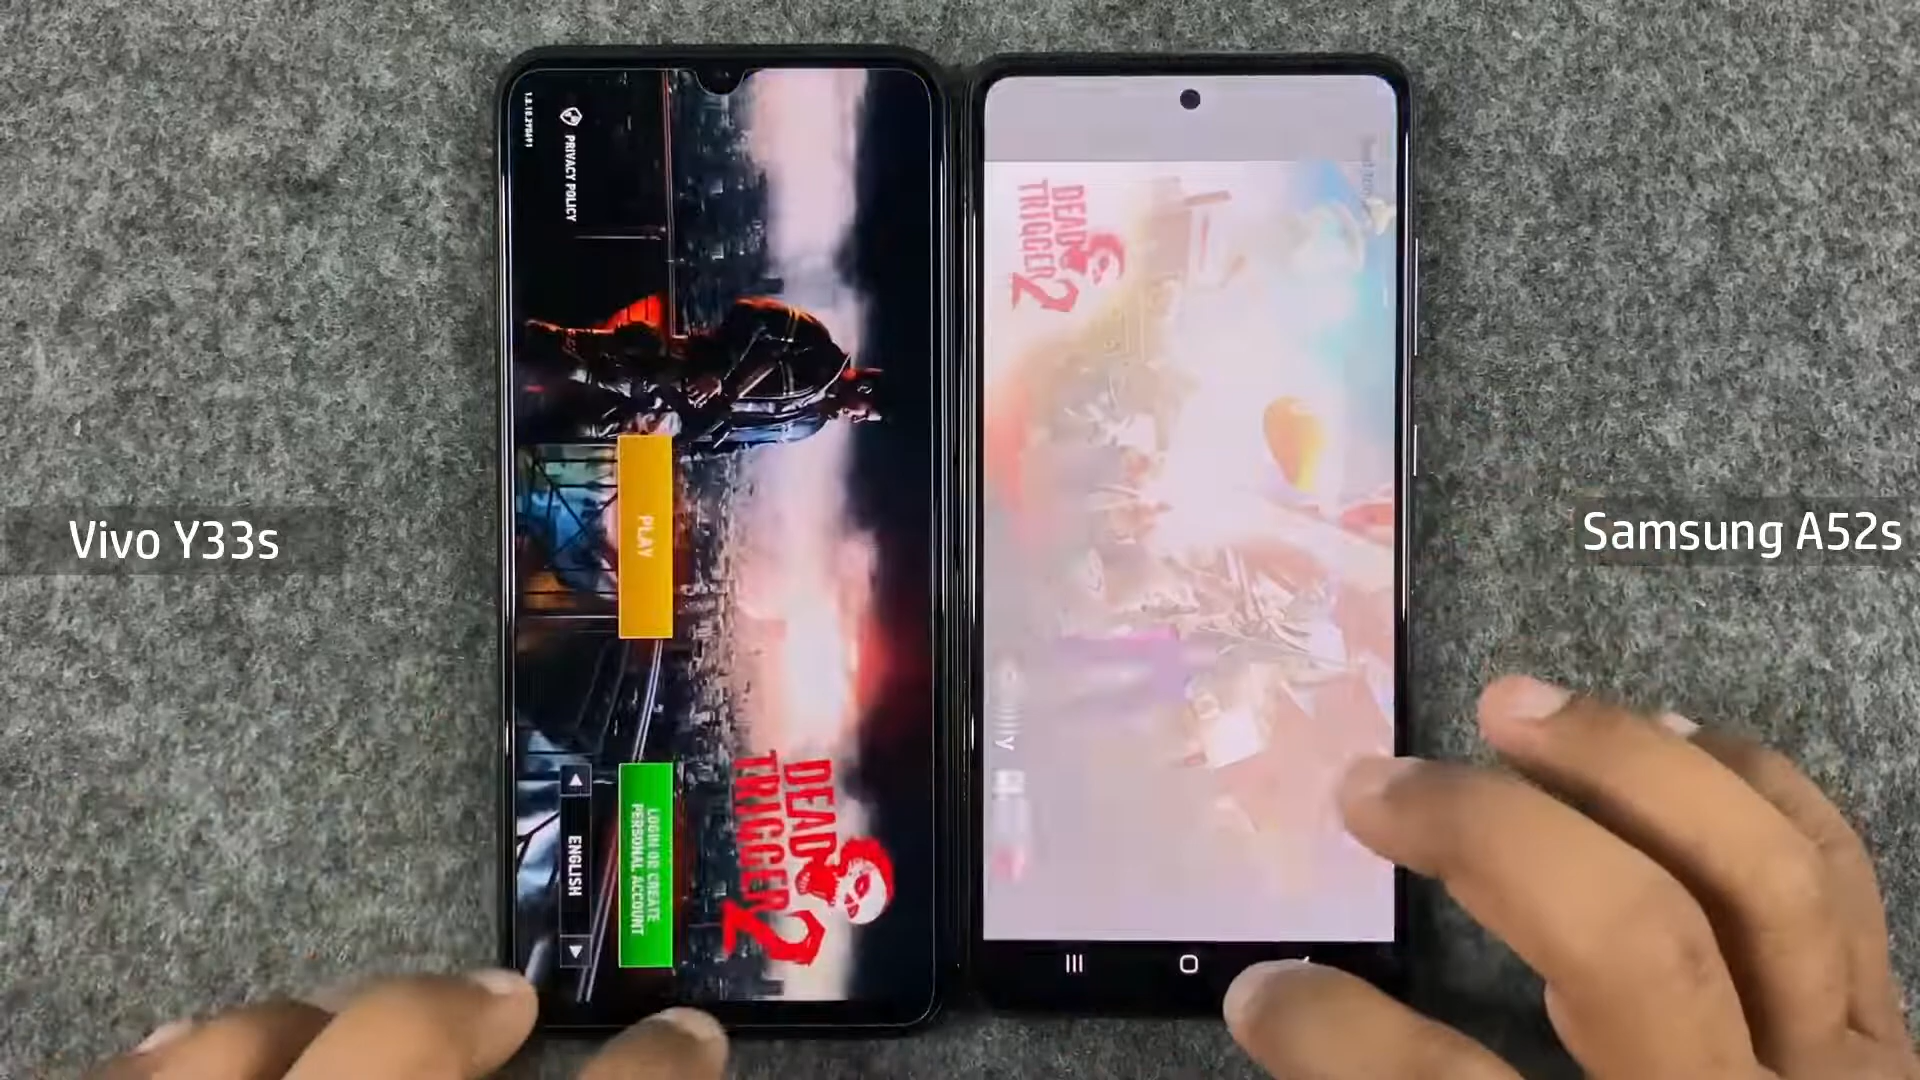 Vivo Y33s
Samsung A52s
PRIVACY POLICY
PLAY
LOGIN OR CREATE
PERSONAL ACCOUNT
ENGLISH
DEAD
TRIGGER
2
DEAD
TRIGGER
2